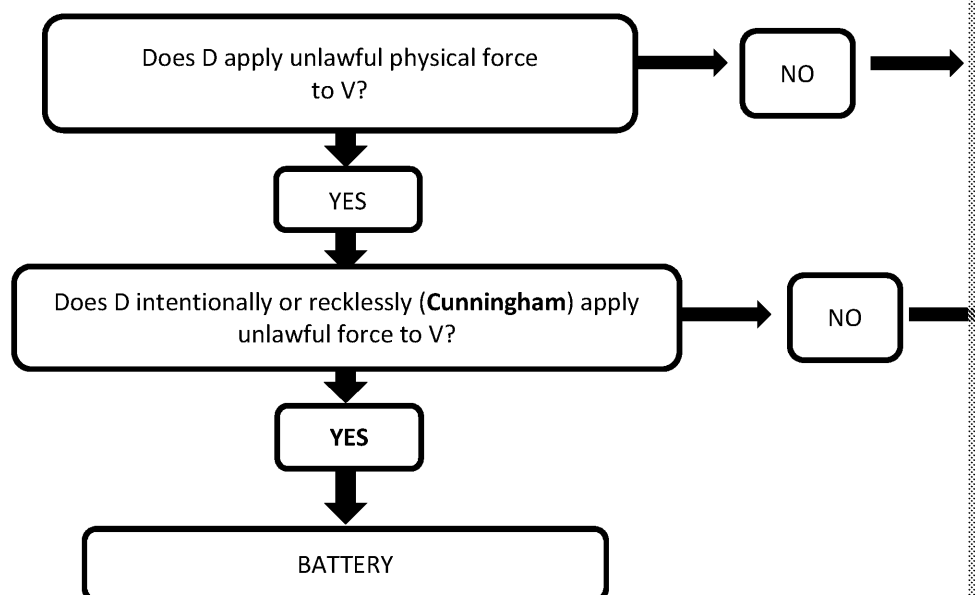 Does D apply unlawful physical force
to V?
NO
YES
Does D intentionally or recklessly (Cunningham) apply
unlawful force to V?
NO
YES
BATTERY